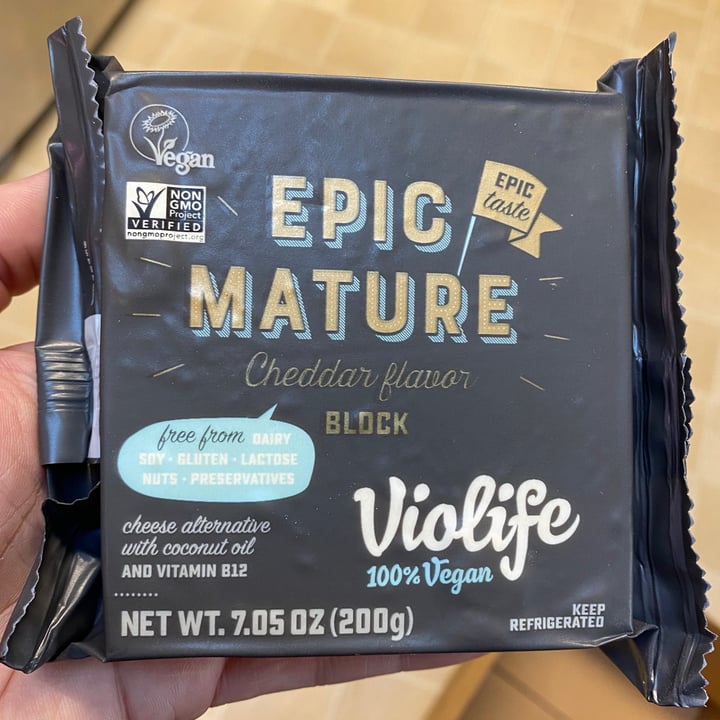 Vegan
NON
GMO
Project
VERIFIED
nongmoproject.org
EPIC
MATURE
EPIC
taste
Cheddar flavor
BLOCK
free from DAIRY
SOY · GLUTEN · LACTOSE
NUTS · PRESERVATIVES
cheese alternative
with coconut oil
AND VITAMIN B12
Violife
100% Vegan
NET WT. 7.05 OZ (200g)
KEEP
REFRIGERATED